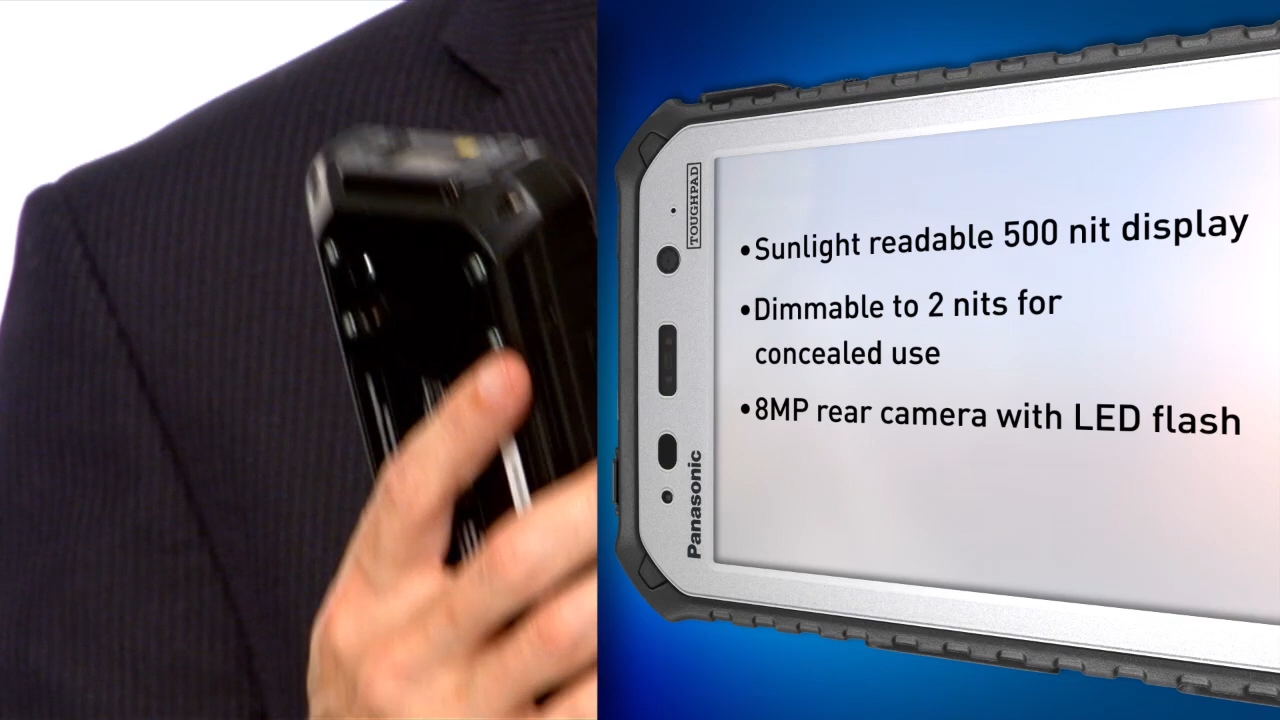 TOUGHPAD
Panasonic
•Sunlight readable 500 nit display
•Dimmable to 2 nits for
concealed use
•8MP rear camera with LED flash